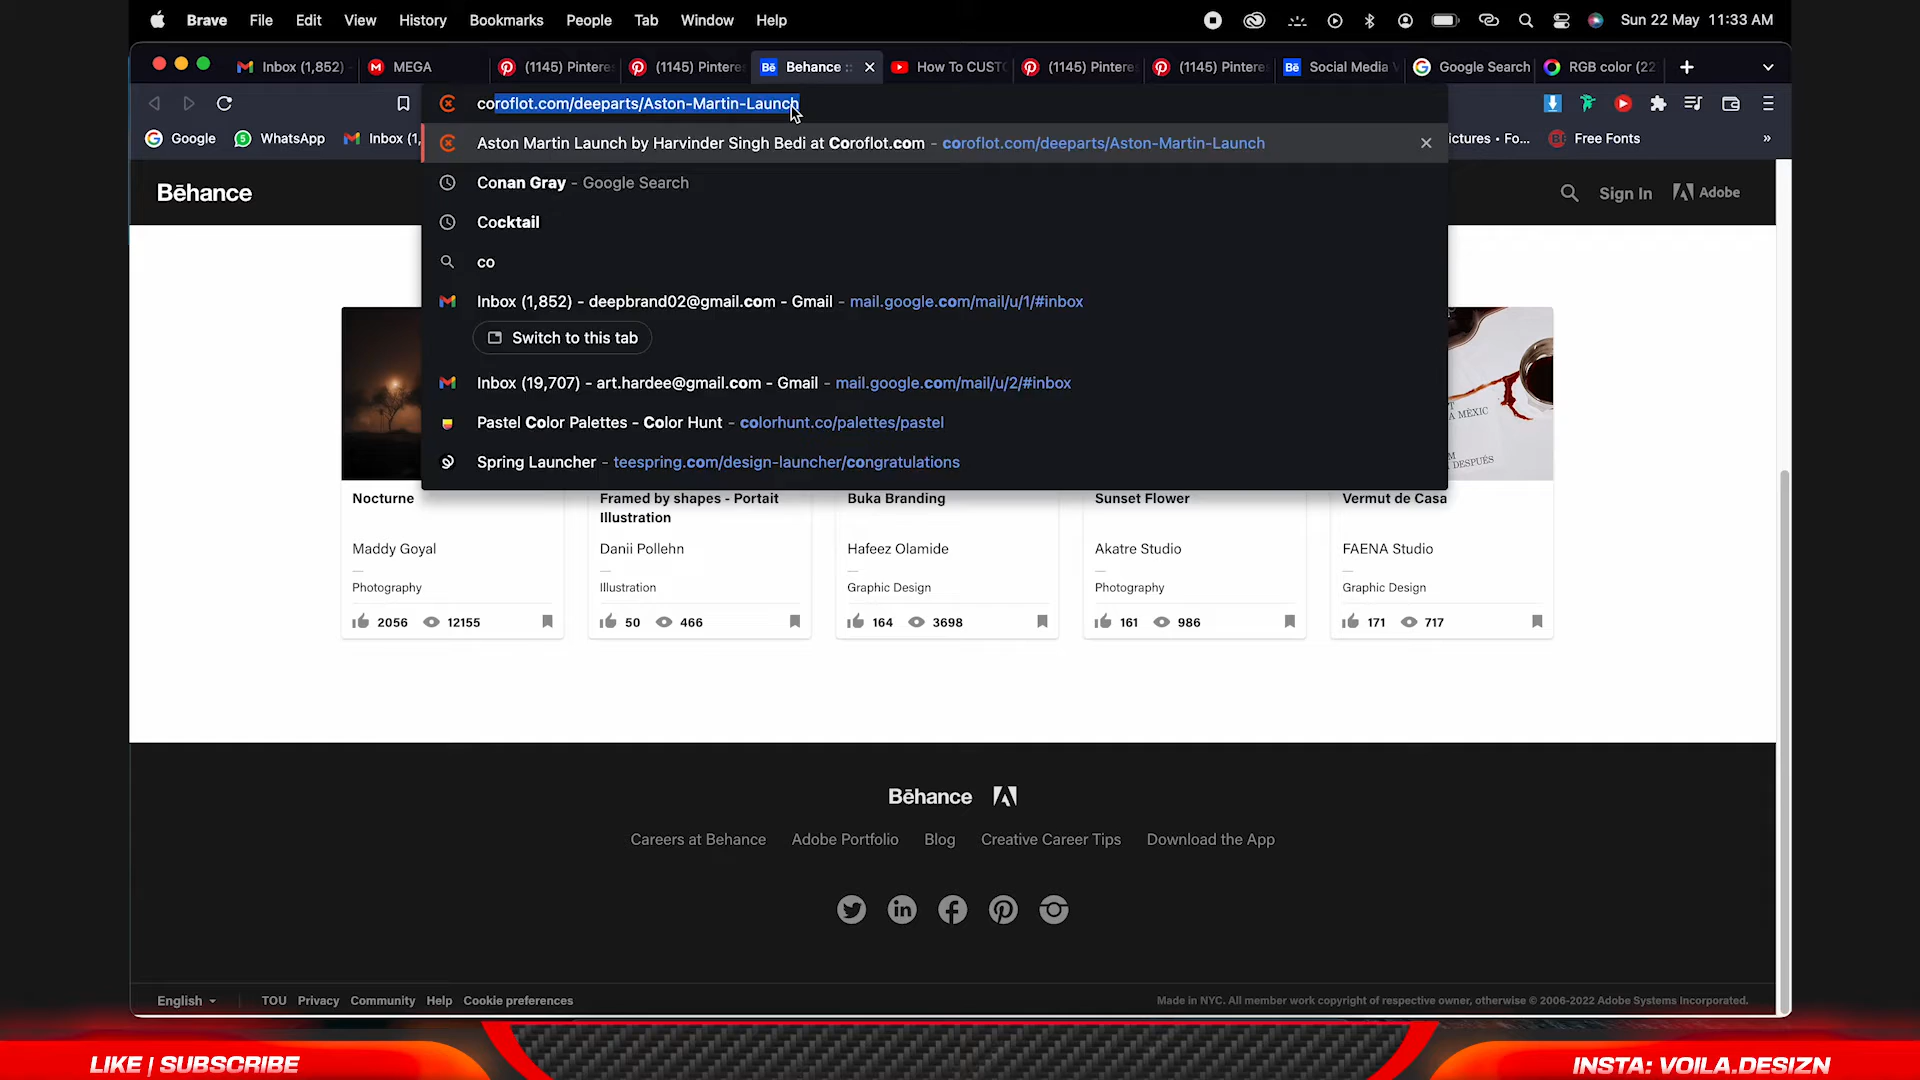 Brave File Edit View History Bookmarks People Tab Window Help Sun 22 May 11:33 AM
Inbox (1,852) MEGA (1145) Pintere (1145) Pintere Behance : How To CUST (1145) Pintere (1145) Pintere Social Media Google Search RGB color (22
coroflot.com/deeparts/Aston-Martin-Launch
Google WhatsApp Inbox (1, ictures • Fo... Free Fonts »
Aston Martin Launch by Harvinder Singh Bedi at Coroflot.com - coroflot.com/deeparts/Aston-Martin-Launch
Conan Gray - Google Search
Cocktail
co
Inbox (1,852) - deepbrand02@gmail.com - Gmail - mail.google.com/mail/u/1/#inbox
Switch to this tab
Inbox (19,707) - art.hardee@gmail.com - Gmail - mail.google.com/mail/u/2/#inbox
Pastel Color Palettes - Color Hunt - colorhunt.co/palettes/pastel
Spring Launcher - teespring.com/design-launcher/congratulations
Bēhance Sign In Adobe
A MÈXIC
DESPUÉS
Nocturne
Maddy Goyal
Photography
2056 12155
Framed by shapes - Portait
Illustration
Danii Pollehn
Illustration
50 466
Buka Branding
Hafeez Olamide
Graphic Design
164 3698
Sunset Flower
Akatre Studio
Photography
161 986
Vermut de Casa
FAENA Studio
Graphic Design
171 717
Bēhance
Careers at Behance Adobe Portfolio Blog Creative Career Tips Download the App
English TOU Privacy Community Help Cookie preferences Made in NYC. All member work copyright of respective owner, otherwise © 2006-2022 Adobe Systems Incorporated.
LIKE | SUBSCRIBE
INSTA: VOILA.DESIZN